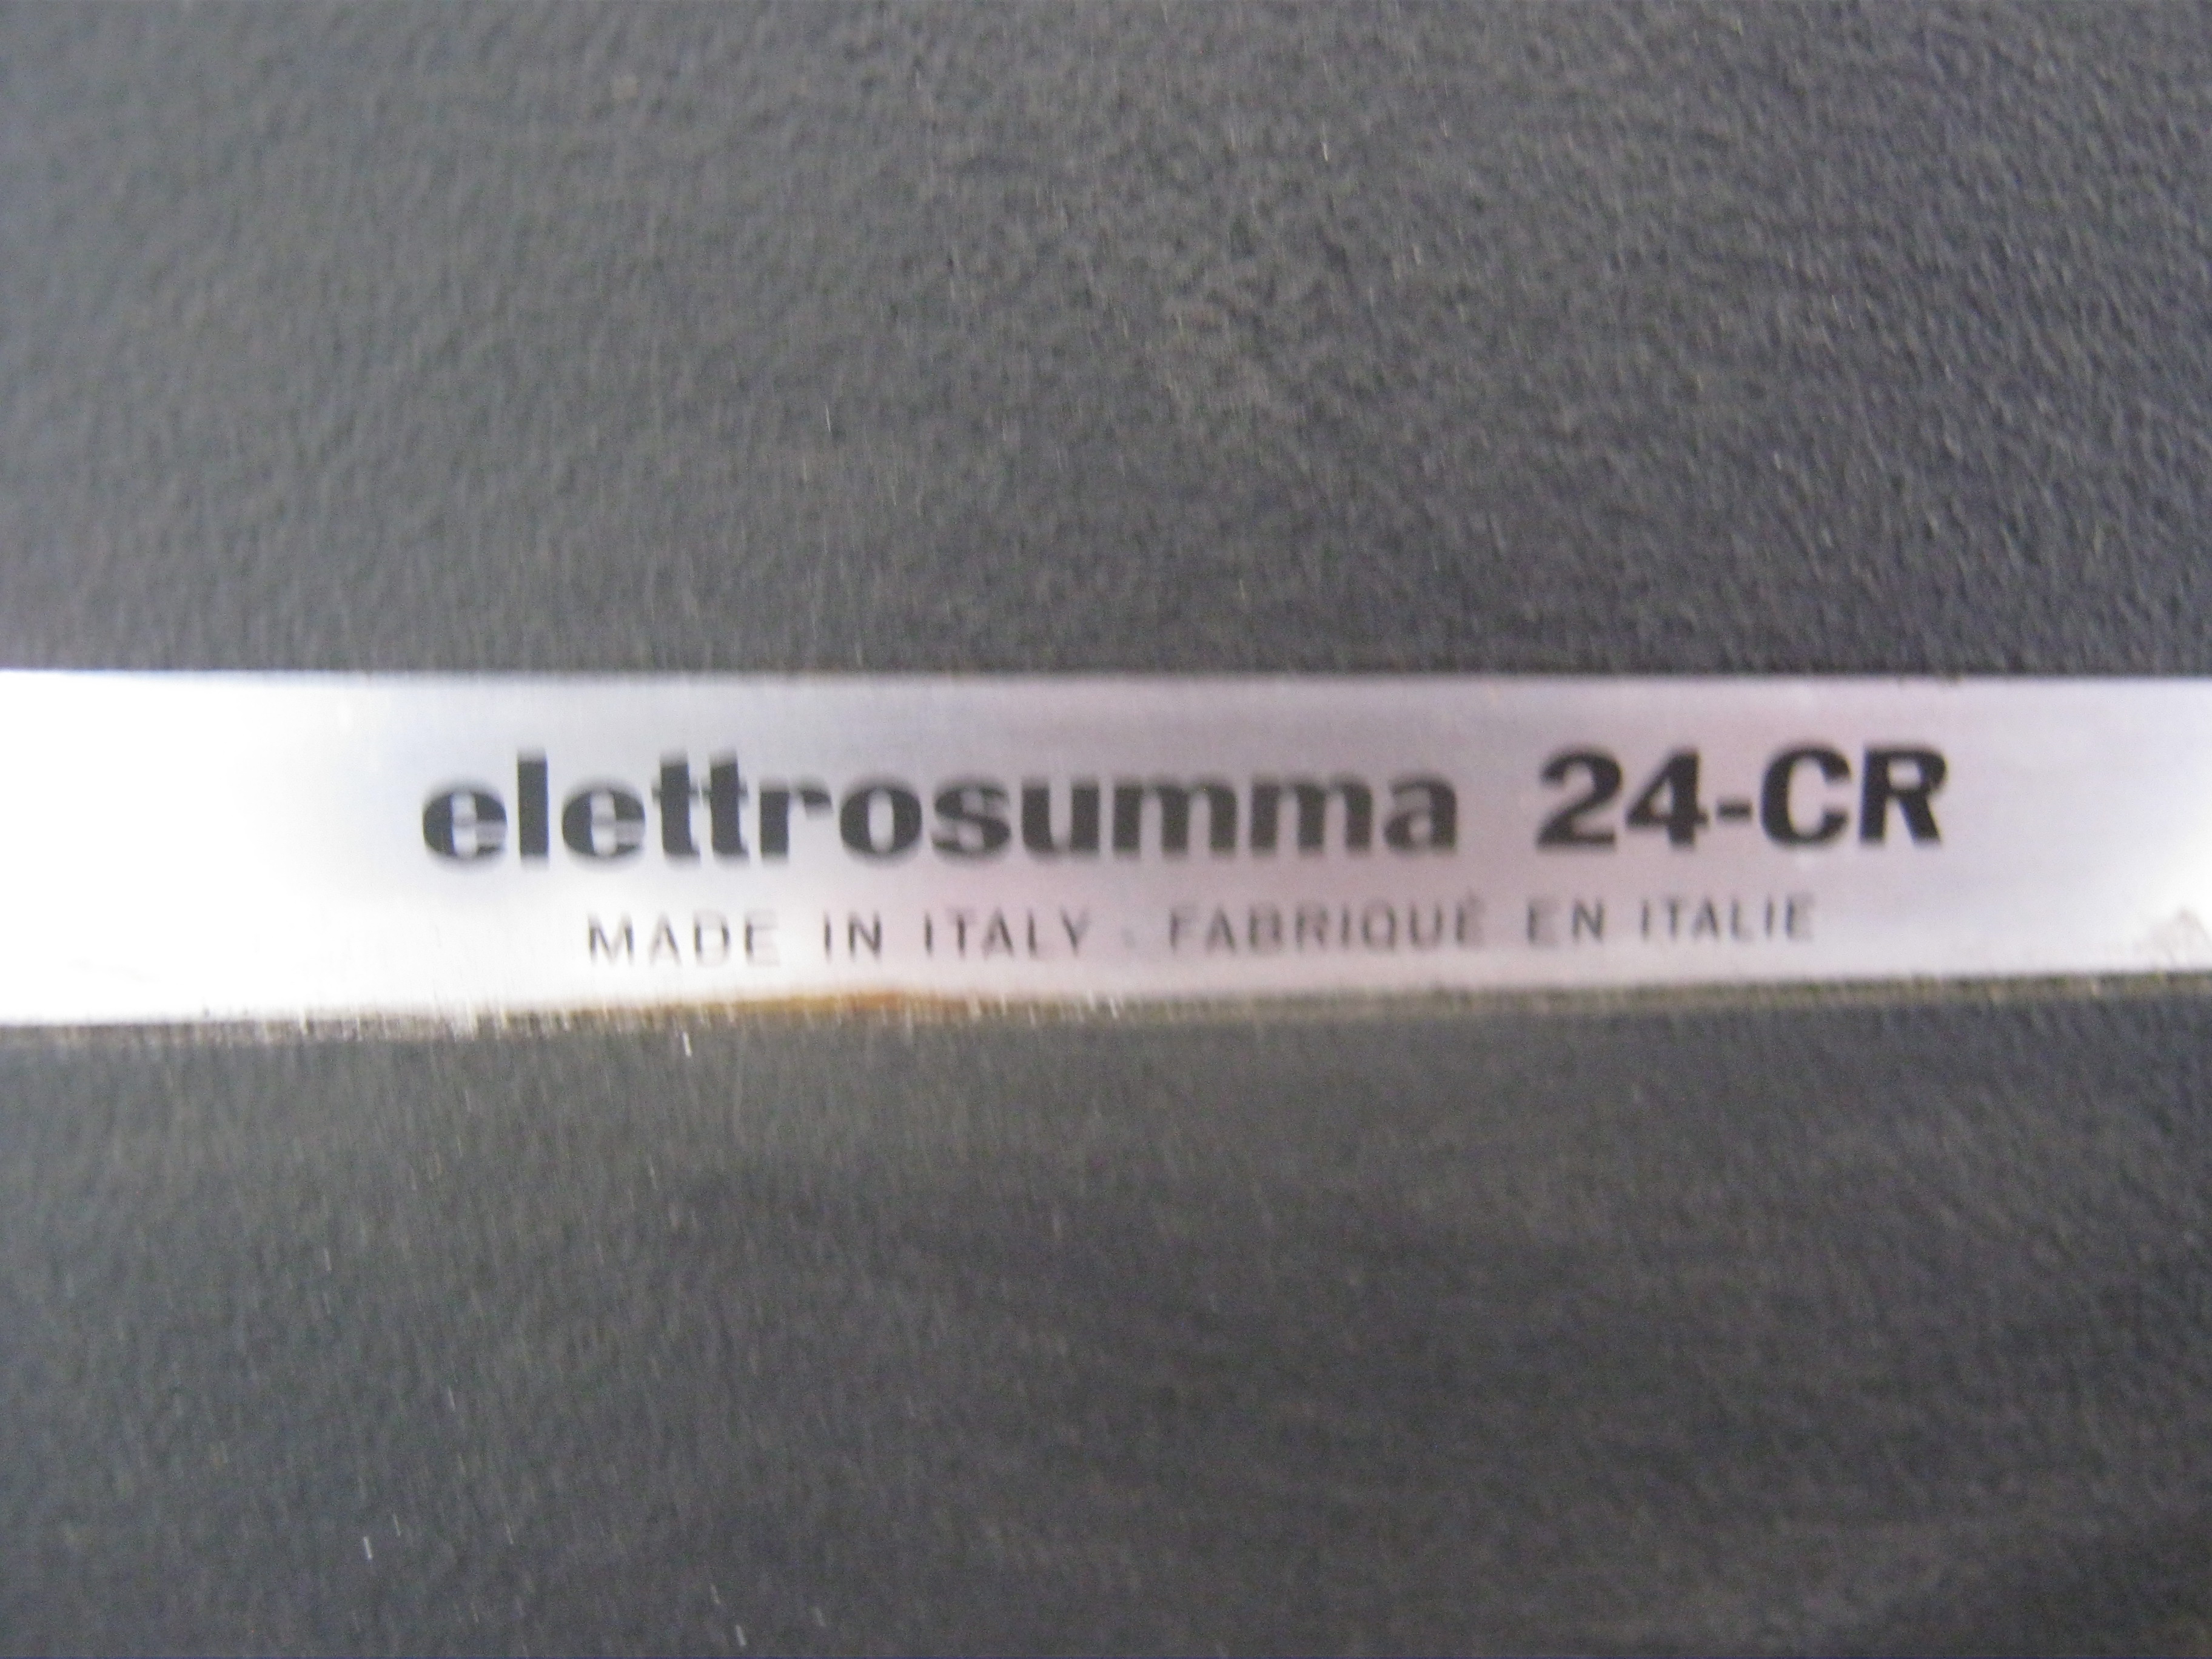 elettrosumma 24-CR
MADE IN ITALY · FABRIQUÉ EN ITALIE